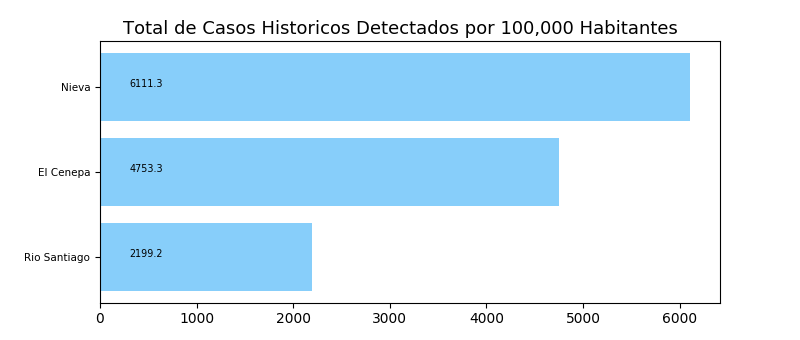 Total de Casos Historicos Detectados por 100,000 Habitantes
Nieva
6111.3
El Cenepa
4753.3
Rio Santiago
2199.2
0 1000 2000 3000 4000 5000 6000